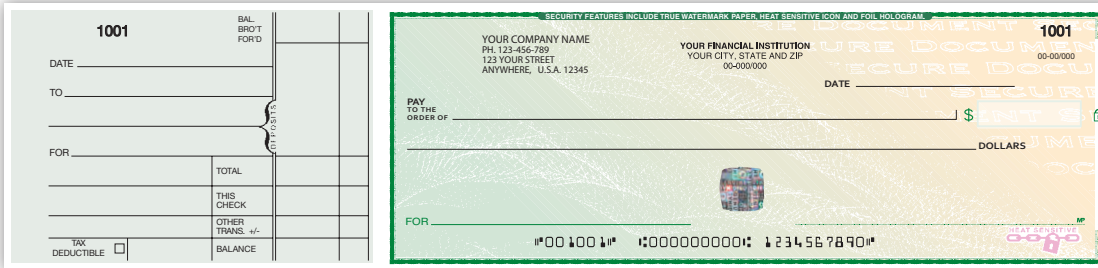 1001
BAL.
BRO'T
FOR'D
DATE
TO
DEPOSITS
FOR
TOTAL
THIS
CHECK
OTHER
TRANS. +/-
TAX
DEDUCTIBLE
BALANCE
SECURITY FEATURES INCLUDE TRUE WATERMARK PAPER, HEAT SENSITIVE ICON AND FOIL HOLOGRAM.
YOUR COMPANY NAME
PH. 123-456-789
123 YOUR STREET
ANYWHERE, U.S.A. 12345
YOUR FINANCIAL INSTITUTION
YOUR CITY, STATE AND ZIP
00-000/000
1001
00-00/000
DATE
PAY
TO THE
ORDER OF
$
DOLLARS
FOR
MP
HEAT SENSITIVE
⑈001001⑈ ⑆000000000⑆ 1234567890⑈